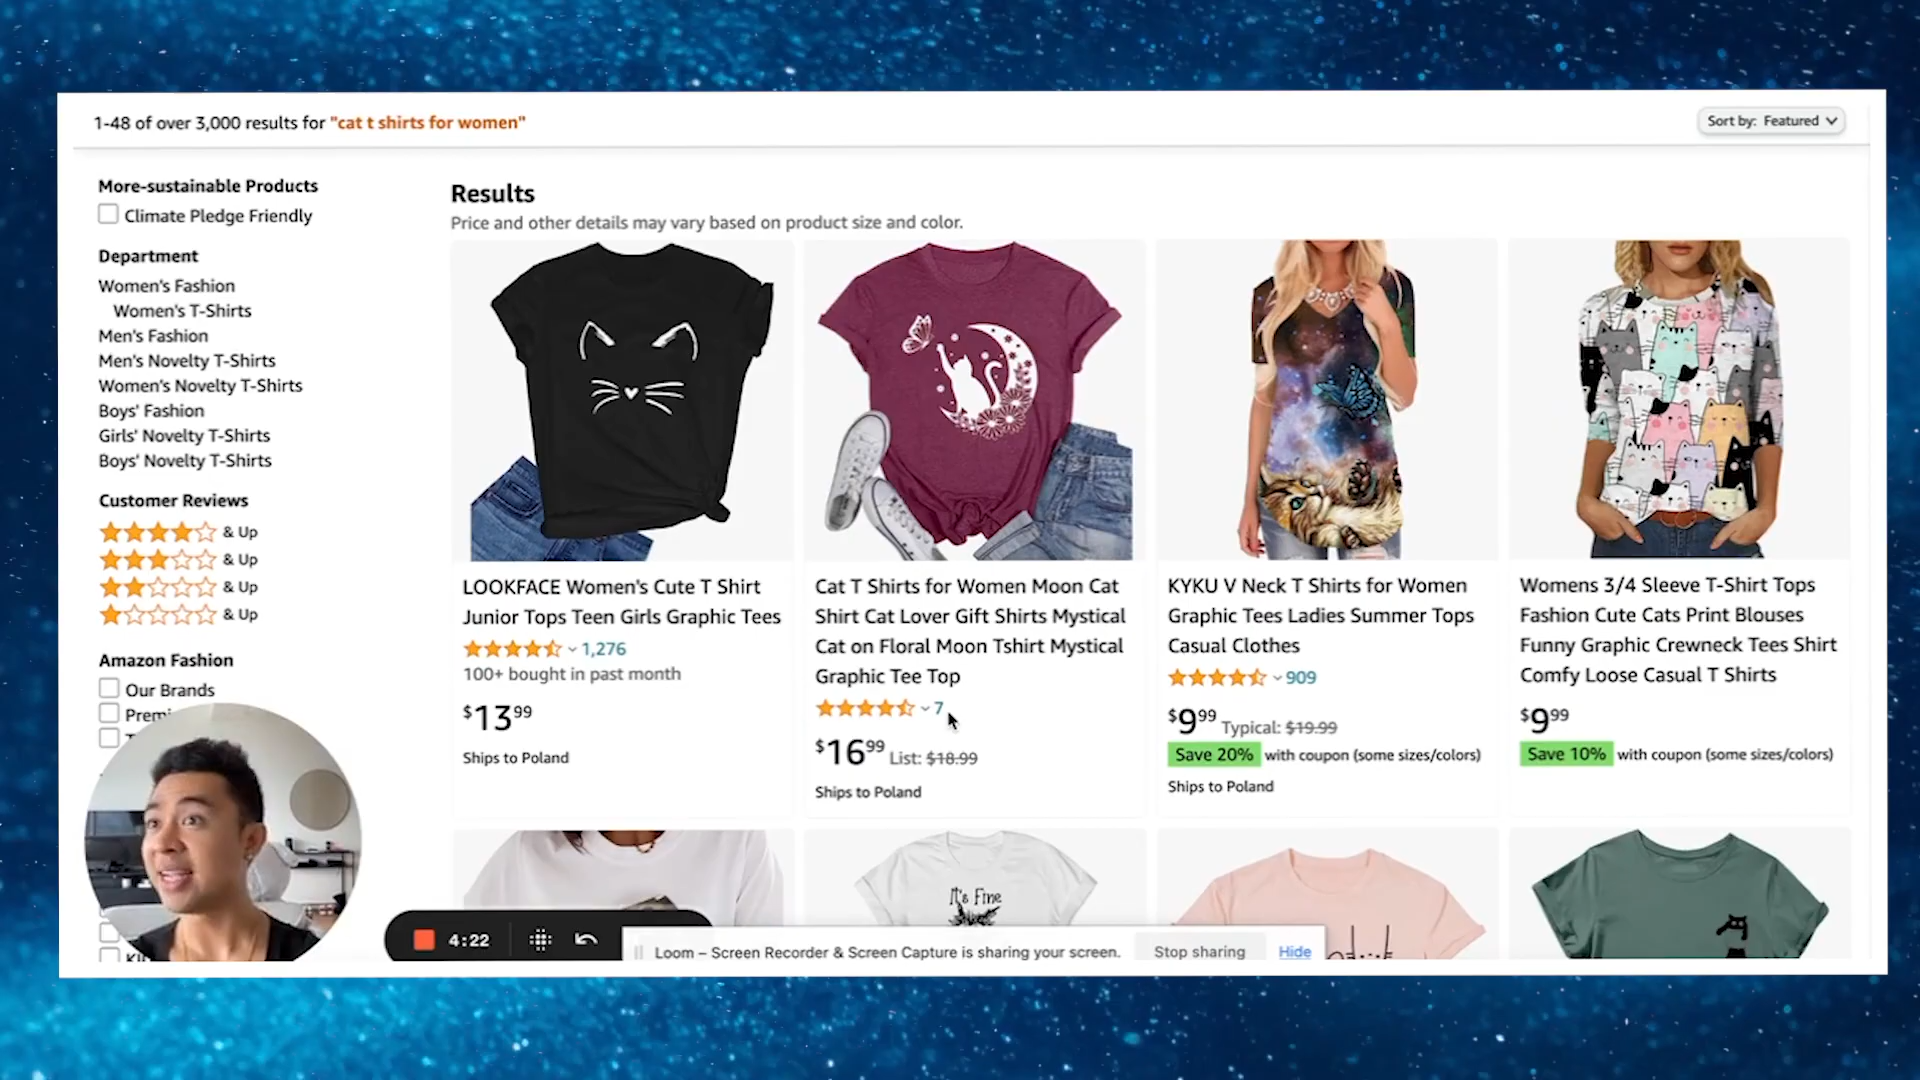 1-48 of over 3,000 results for "cat t shirts for women"
Sort by: Featured
More-sustainable Products
Climate Pledge Friendly
Department
Women's Fashion
Women's T-Shirts
Men's Fashion
Men's Novelty T-Shirts
Women's Novelty T-Shirts
Boys' Fashion
Girls' Novelty T-Shirts
Boys' Novelty T-Shirts
Customer Reviews
& Up
& Up
& Up
& Up
Amazon Fashion
Our Brands
Results
Price and other details may vary based on product size and color.
LOOKFACE Women's Cute T Shirt
Junior Tops Teen Girls Graphic Tees
1,276
100+ bought in past month
$13.99
Ships to Poland
Cat T Shirts for Women Moon Cat
Shirt Cat Lover Gift Shirts Mystical
Cat on Floral Moon Tshirt Mystical
Graphic Tee Top
7
$16.99 List: $18.99
Ships to Poland
KYKU V Neck T Shirts for Women
Graphic Tees Ladies Summer Tops
Casual Clothes
909
$9.99 Typical: $19.99
Save 20% with coupon (some sizes/colors)
Ships to Poland
Womens 3/4 Sleeve T-Shirt Tops
Fashion Cute Cats Print Blouses
Funny Graphic Crewneck Tees Shirt
Comfy Loose Casual T Shirts
$9.99
Save 10% with coupon (some sizes/colors)
It's Fine
4:22
Loom – Screen Recorder & Screen Capture is sharing your screen.
Stop sharing
Hide